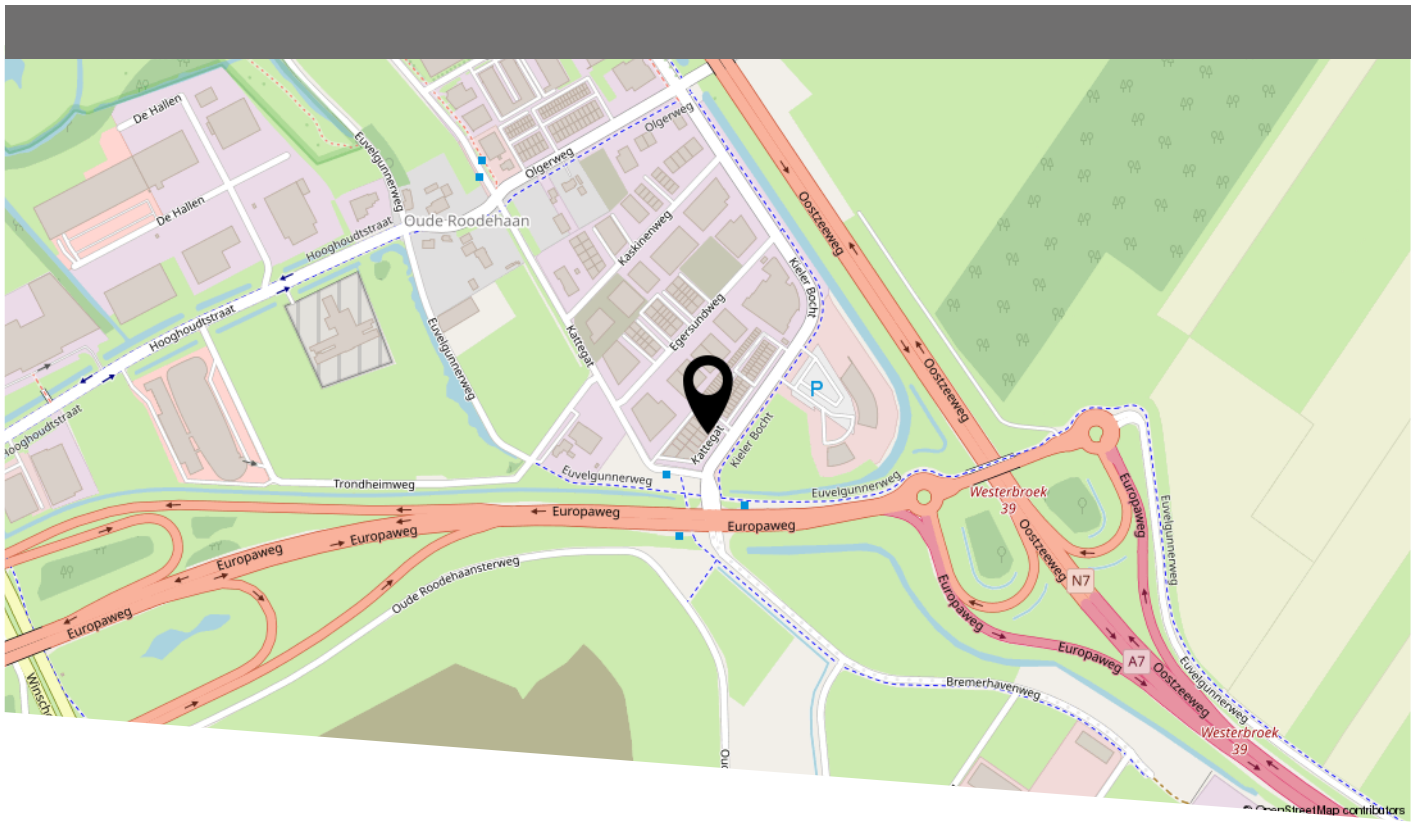 De Hallen
Olgerweg
Euvelgunnerweg
Olgerweg
De Hallen
Oude Roodehaan
Oostzeeweg
Hooghoudtstraat
Kaskinenweg
Kieler Bocht
Hooghoudtstraat
Egersundweg
Kattegat
Euvelgunnerweg
P
Oostzeeweg
Hooghoudtstraat
Kattegat
Kieler Bocht
Euvelgunnerweg
Trondheimweg
Euvelgunnerweg
Westerbroek
39
Europaweg
Europaweg
Europaweg
Europaweg
Europaweg
Oostzeeweg
Euvelgunnerweg
Oude Roodehaansterweg
N7
Europaweg
Europaweg
Europaweg
A7
Oostzeeweg
Euvelgunnerweg
Winsch
Bremerhavenweg
Westerbroek
39
Ouo
© OpenStreetMap contributors